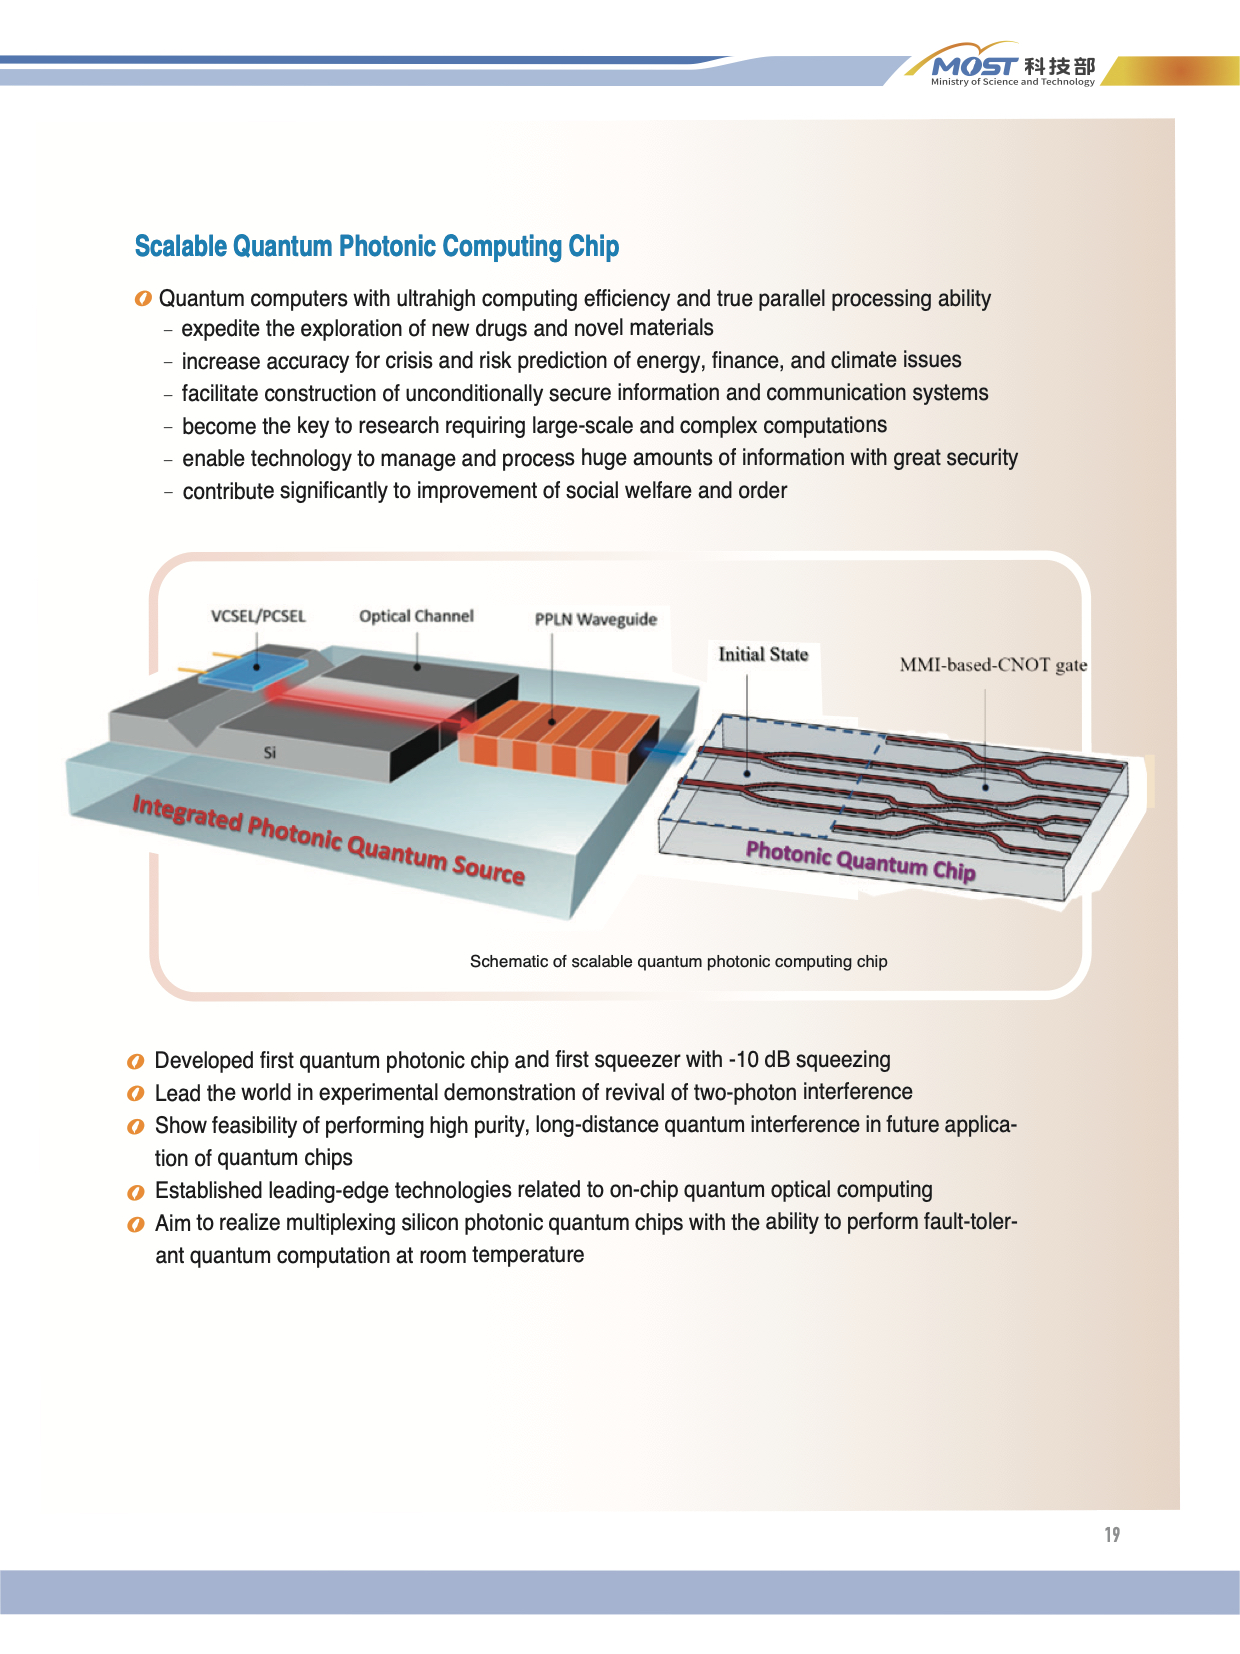 MOST 科技部
Ministry of Science and Technology
Scalable Quantum Photonic Computing Chip
Quantum computers with ultrahigh computing efficiency and true parallel processing ability
– expedite the exploration of new drugs and novel materials
– increase accuracy for crisis and risk prediction of energy, finance, and climate issues
– facilitate construction of unconditionally secure information and communication systems
– become the key to research requiring large-scale and complex computations
– enable technology to manage and process huge amounts of information with great security
– contribute significantly to improvement of social welfare and order
VCSEL/PCSEL
Optical Channel
PPLN Waveguide
Initial State
MMI-based-CNOT gate
Si
Integrated Photonic Quantum Source
Photonic Quantum Chip
Schematic of scalable quantum photonic computing chip
Developed first quantum photonic chip and first squeezer with -10 dB squeezing
Lead the world in experimental demonstration of revival of two-photon interference
Show feasibility of performing high purity, long-distance quantum interference in future applica-
tion of quantum chips
Established leading-edge technologies related to on-chip quantum optical computing
Aim to realize multiplexing silicon photonic quantum chips with the ability to perform fault-toler-
ant quantum computation at room temperature
19